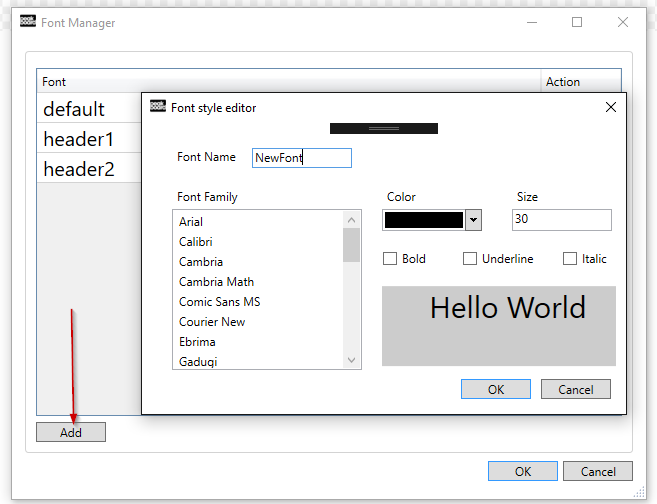 Font Manager
Font Action
default
header1
header2
Add
OK Cancel
Font style editor
Font Name NewFont
Font Family Color Size
30
Arial
Calibri
Cambria
Cambria Math
Comic Sans MS
Courier New
Ebrima
Gadugi
Bold Underline Italic
Hello World
OK Cancel